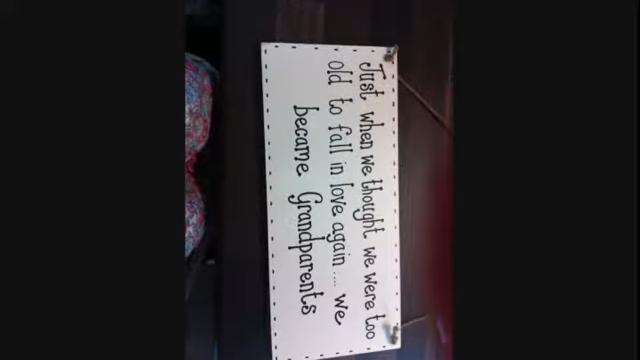 Just when we thought we were too
old to fall in love again .... we
became Grandparents